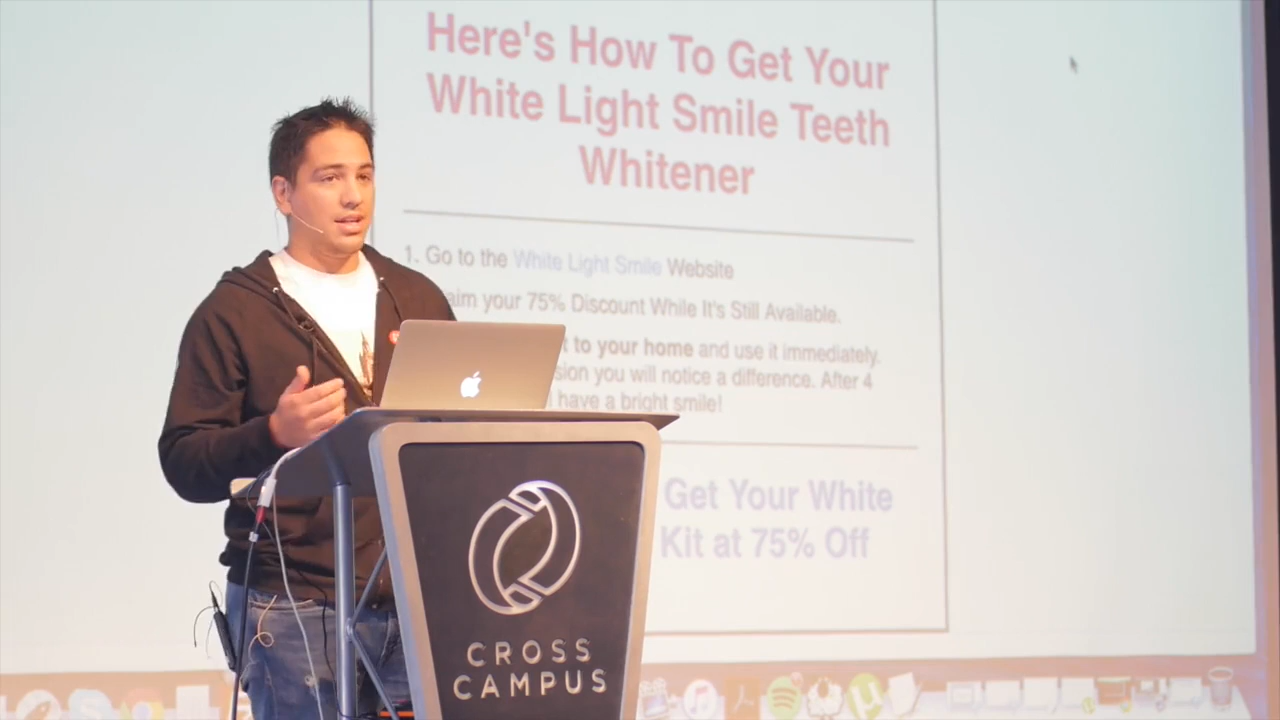 Here's How To Get Your
White Light Smile Teeth
Whitener
1. Go to the White Light Smile Website
aim your 75% Discount While It's Still Available.
t to your home and use it immediately.
sion you will notice a difference. After 4
have a bright smile!
Get Your White
Kit at 75% Off
CROSS
CAMPUS